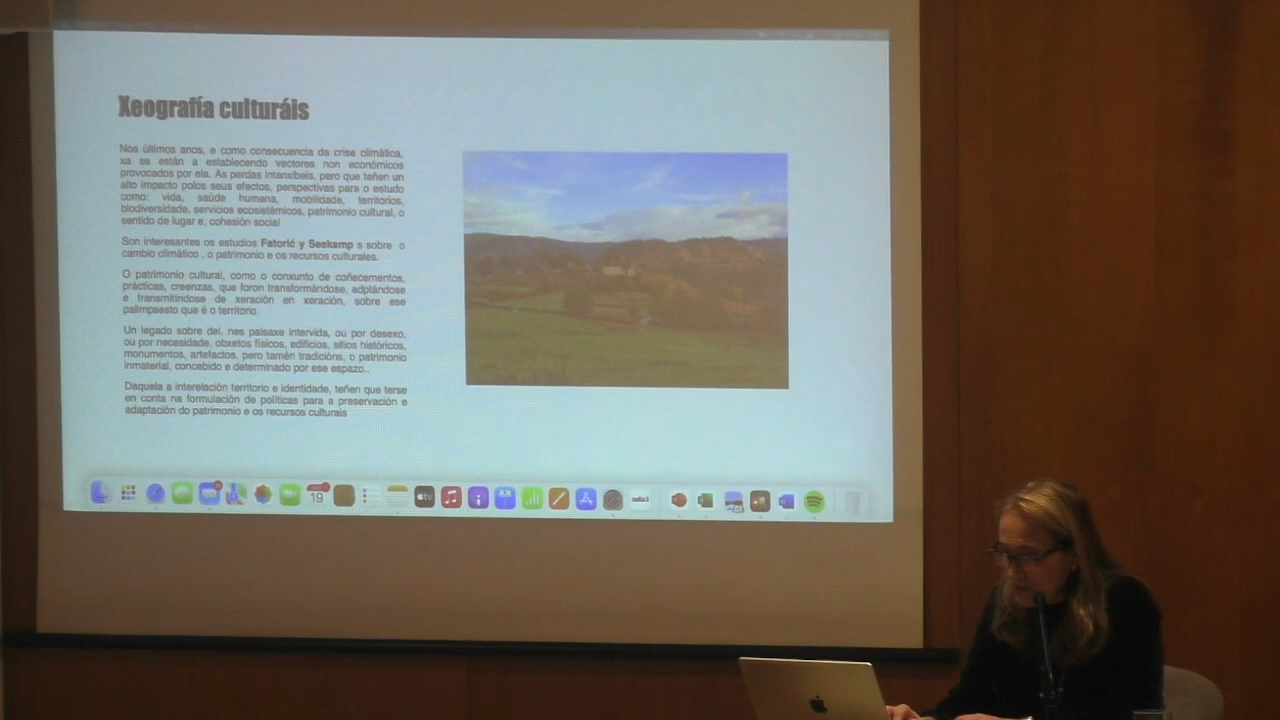 Xeografía culturáis
Nos últimos anos, e como consecuencia da crise climática,
xa se están a establecendo vectores non económicos
provocados por ela. As perdas intanxíbeis, pero que teñen un
alto impacto polos seus efectos, perspectivas para o estudo
como: vida, saúde humana, mobilidade, territorios,
biodiversidade, servicios ecosistémicos, patrimonio cultural, o
sentido de lugar e, cohesión social
Son interesantes os estudios Fatorić y Seekamp s sobre o
cambio climático , o patrimonio e os recursos culturales.
O patrimonio cultural, como o conxunto de coñecementos,
prácticas, creenzas, que foron transformándose, adptándose
e transmitíndose de xeración en xeración, sobre ese
palimpsesto que é o territorio.
Un legado sobre del, nes paisaxe intervida, ou por desexo,
ou por necesidade, obxetos físicos, edificios, sitios históricos,
monumentos, artefactos, pero tamén tradicións, o patrimonio
inmaterial, concebido e determinado por ese espazo..
Daquela a interelación territorio e identidade, teñen que terse
en conta na formulación de políticas para a preservación e
adaptación do patrimonio e os recursos culturais
19
tv